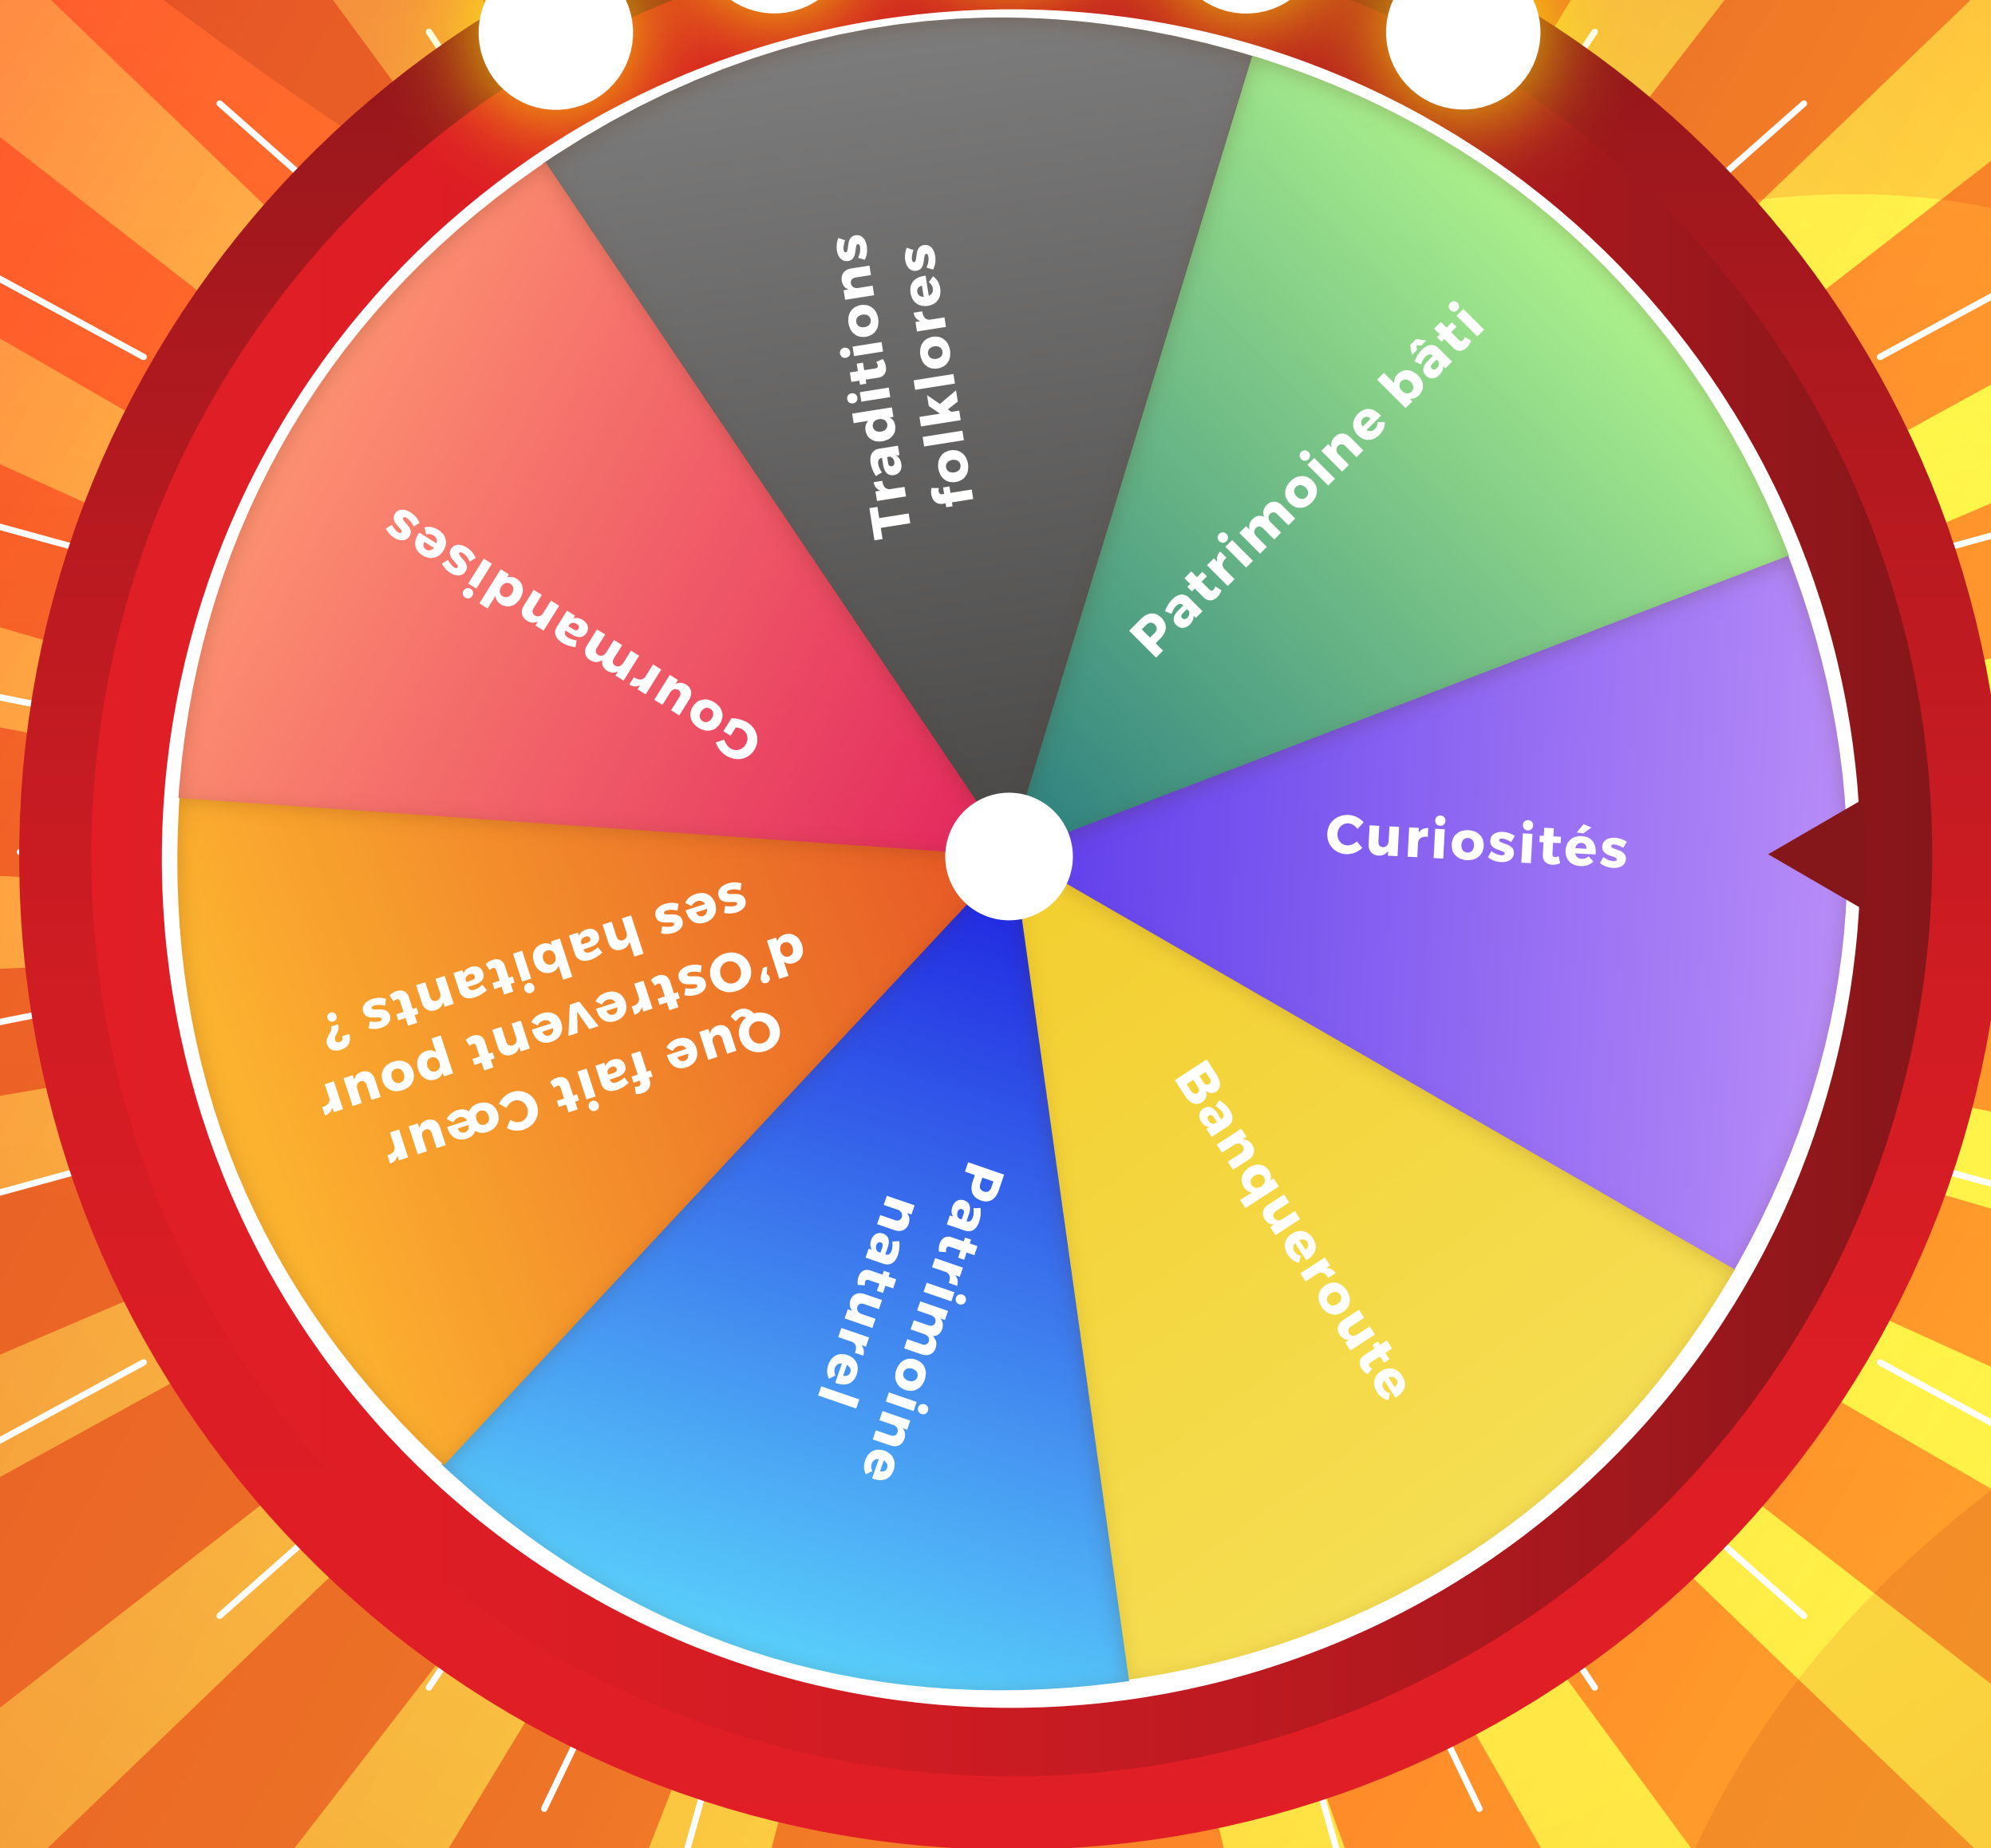 Traditions
folklores
Patrimoine bâti
Curiosités
Banqueroute
Patrimoine
naturel
Que fait Cœur
d'Ostrevent pour
ses habitants ?
Gourmandises